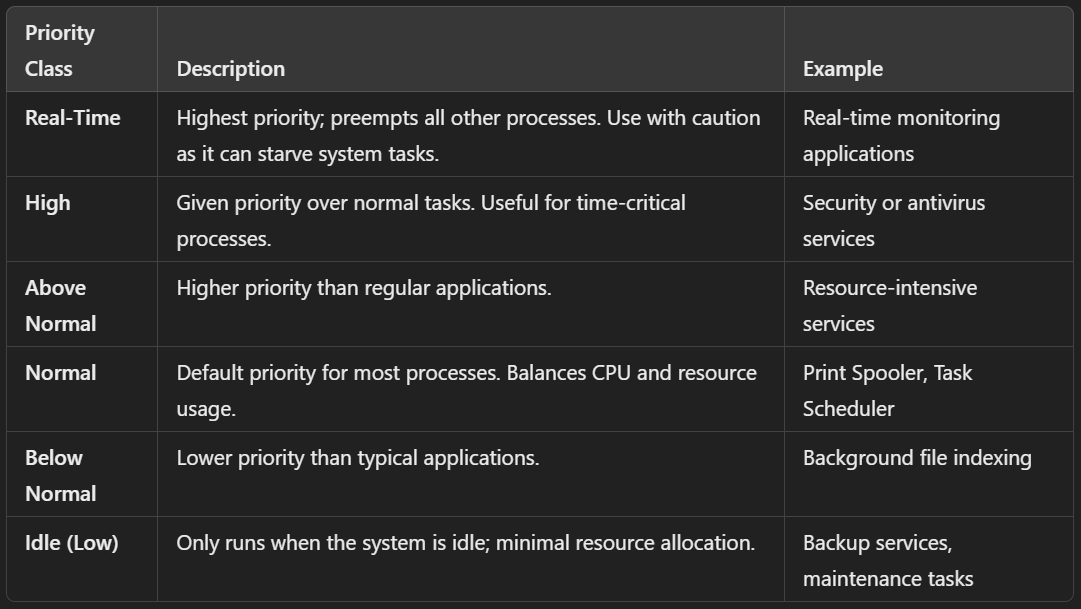 Priority
Class
Description
Example
Real-Time
Highest priority; preempts all other processes. Use with caution
as it can starve system tasks.
Real-time monitoring
applications
High
Given priority over normal tasks. Useful for time-critical
processes.
Security or antivirus
services
Above
Normal
Higher priority than regular applications.
Resource-intensive
services
Normal
Default priority for most processes. Balances CPU and resource
usage.
Print Spooler, Task
Scheduler
Below
Normal
Lower priority than typical applications.
Background file indexing
Idle (Low)
Only runs when the system is idle; minimal resource allocation.
Backup services,
maintenance tasks